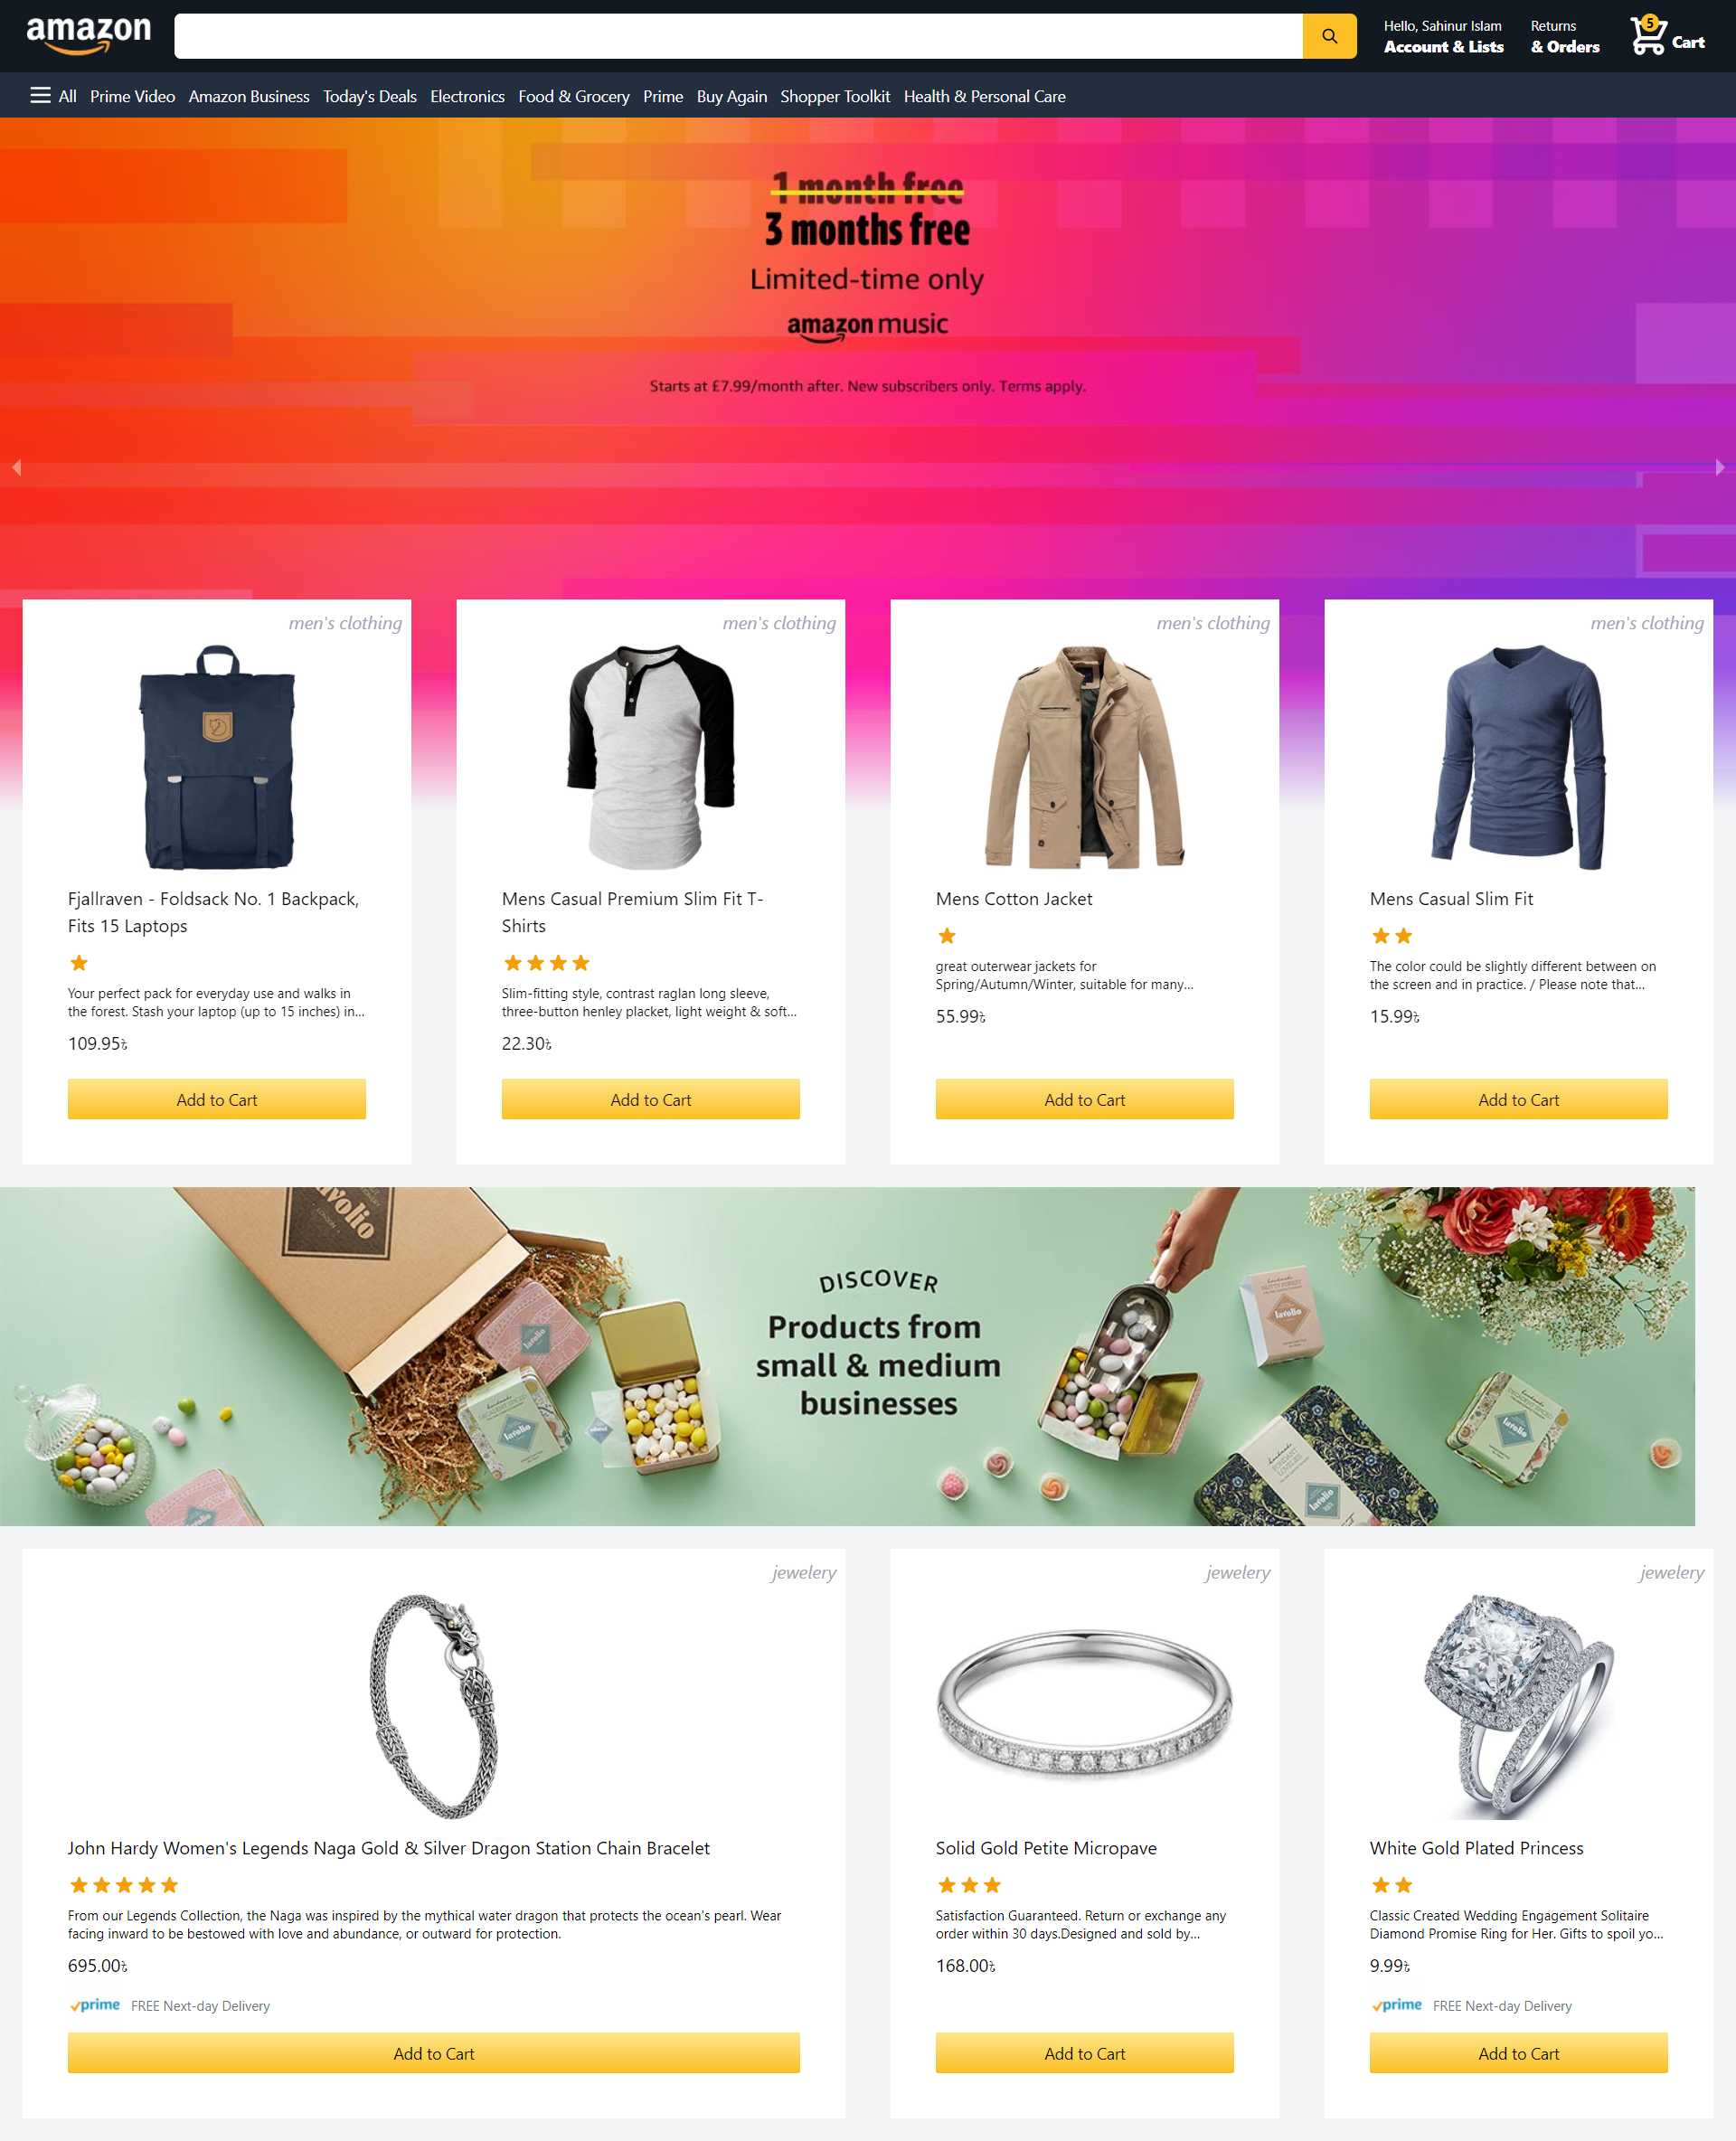 amazon
Hello, Sahinur Islam
Account & Lists
Returns
& Orders
5
Cart
All Prime Video Amazon Business Today's Deals Electronics Food & Grocery Prime Buy Again Shopper Toolkit Health & Personal Care
1 month free
3 months free
Limited-time only
amazon music
Starts at £7.99/month after. New subscribers only. Terms apply.
men's clothing
Fjallraven - Foldsack No. 1 Backpack,
Fits 15 Laptops
Your perfect pack for everyday use and walks in
the forest. Stash your laptop (up to 15 inches) in...
109.95৳
Add to Cart
men's clothing
Mens Casual Premium Slim Fit T-
Shirts
Slim-fitting style, contrast raglan long sleeve,
three-button henley placket, light weight & soft...
22.30৳
Add to Cart
men's clothing
Mens Cotton Jacket
great outerwear jackets for
Spring/Autumn/Winter, suitable for many...
55.99৳
Add to Cart
men's clothing
Mens Casual Slim Fit
The color could be slightly different between on
the screen and in practice. / Please note that...
15.99৳
Add to Cart
DISCOVER
Products from
small & medium
businesses
lavolio
lavolio
lavolio
lavolio
jewelery
John Hardy Women's Legends Naga Gold & Silver Dragon Station Chain Bracelet
From our Legends Collection, the Naga was inspired by the mythical water dragon that protects the ocean's pearl. Wear
facing inward to be bestowed with love and abundance, or outward for protection.
695.00৳
prime FREE Next-day Delivery
Add to Cart
jewelery
Solid Gold Petite Micropave
Satisfaction Guaranteed. Return or exchange any
order within 30 days.Designed and sold by...
168.00৳
Add to Cart
jewelery
White Gold Plated Princess
Classic Created Wedding Engagement Solitaire
Diamond Promise Ring for Her. Gifts to spoil yo...
9.99৳
prime FREE Next-day Delivery
Add to Cart